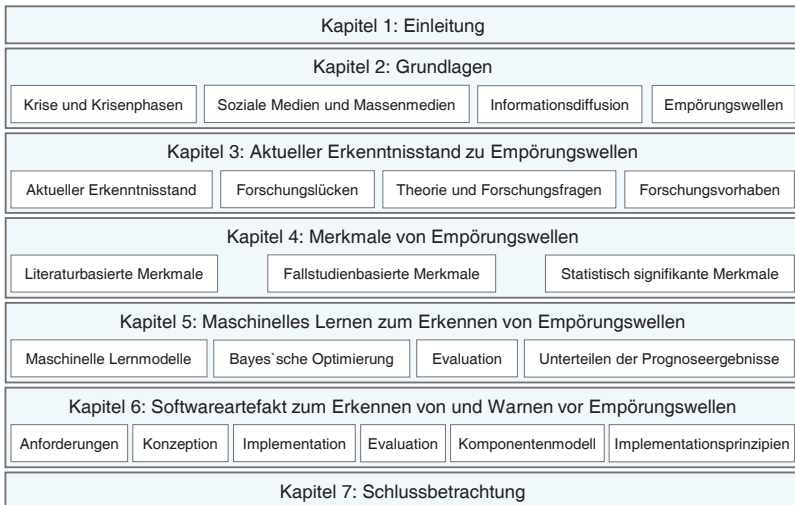 Kapitel 1: Einleitung
Kapitel 2: Grundlagen
Krise und Krisenphasen
Soziale Medien und Massenmedien
Informationsdiffusion
Empörungswellen
Kapitel 3: Aktueller Erkenntnisstand zu Empörungswellen
Aktueller Erkenntnisstand
Forschungslücken
Theorie und Forschungsfragen
Forschungsvorhaben
Kapitel 4: Merkmale von Empörungswellen
Literaturbasierte Merkmale
Fallstudienbasierte Merkmale
Statistisch signifikante Merkmale
Kapitel 5: Maschinelles Lernen zum Erkennen von Empörungswellen
Maschinelle Lernmodelle
Bayes`sche Optimierung
Evaluation
Unterteilen der Prognoseergebnisse
Kapitel 6: Softwareartefakt zum Erkennen von und Warnen vor Empörungswellen
Anforderungen
Konzeption
Implementation
Evaluation
Komponentenmodell
Implementationsprinzipien
Kapitel 7: Schlussbetrachtung